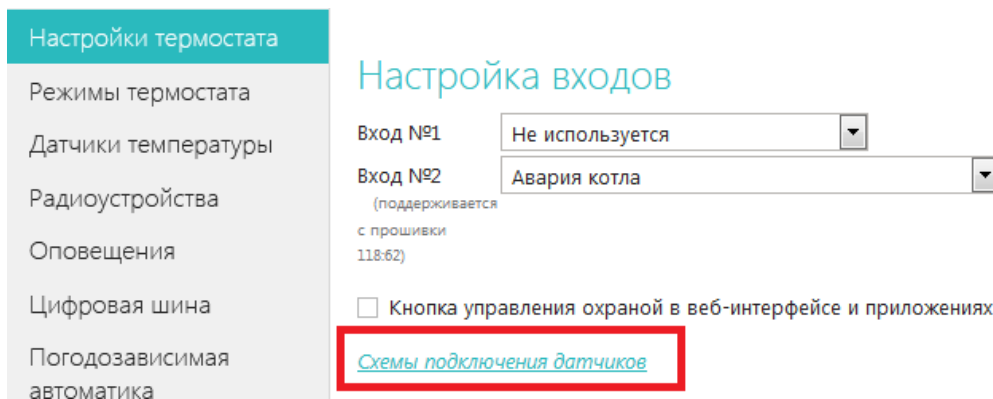 Настройки термостата
Режимы термостата
Датчики температуры
Радиоустройства
Оповещения
Цифровая шина
Погодозависимая
автоматика
Настройка входов
Вход №1 Не используется
Вход №2 Авария котла
(поддерживается
с прошивки
118:62)
Кнопка управления охраной в веб-интерфейсе и приложениях
Схемы подключения датчиков